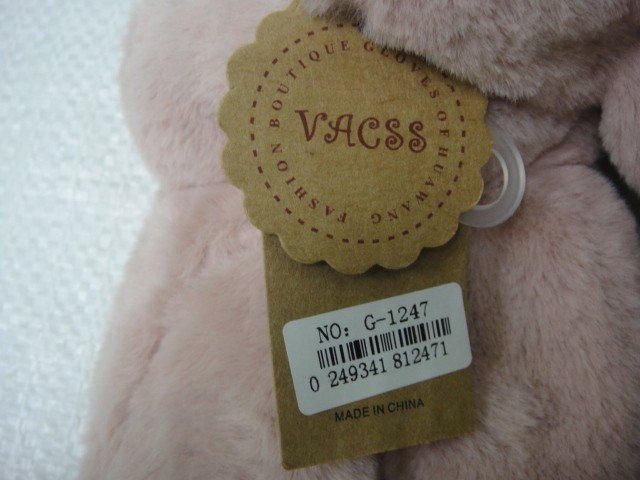 BOUTIQUE GLOVES OF HUAWANG FASHION
VACSS
NO: G-1247
0 249341 812471
MADE IN CHINA